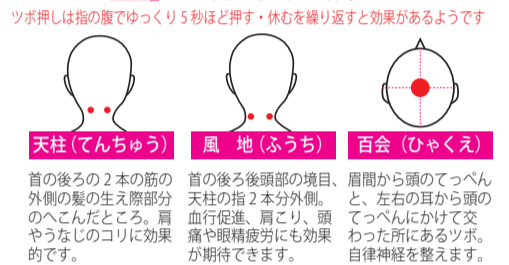 ツボ押しは指の腹でゆっくり5秒ほど押す・休むを繰り返すと効果があるようです
天柱（てんちゅう）
首の後ろの2本の筋の
外側の髪の生え際部分
のへこんだところ。肩
やうなじのコリに効果
的です。
風　地（ふうち）
首の後ろ後頭部の境目、
天柱の指2本分外側。
血行促進、肩こり、頭
痛や眼精疲労にも効果
が期待できます。
百会（ひゃくえ）
眉間から頭のてっぺん
と、左右の耳から頭の
てっぺんにかけて交
わった所にあるツボ。
自律神経を整えます。